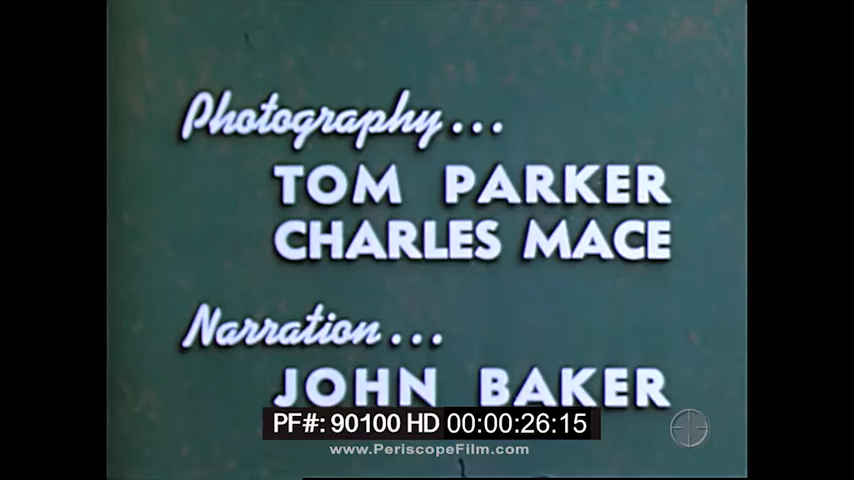 Photography...
TOM PARKER
CHARLES MACE
Narration...
JOHN BAKER
PF#: 90100 HD 00:00:26:15
www.PeriscopeFilm.com